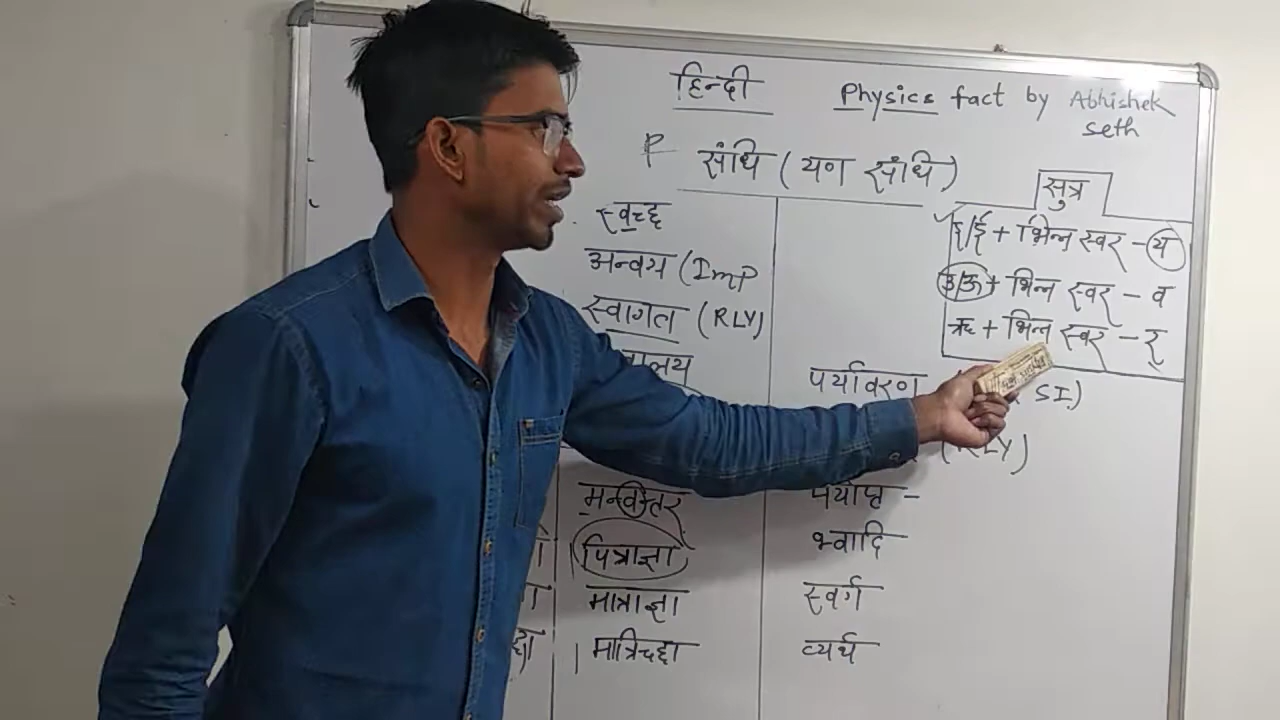 हिन्दी
Physics fact by Abhishek
Seth
संधि ( यण संधि )
सुत्र
इ/ई + भिन्न स्वर - य
उ/ऊ + भिन्न स्वर - व
ऋ + भिन्न स्वर - र्
स्वच्छ
अन्वय (Imp
स्वागत (RLY)
पर्यावरण
SI)
(RLY)
पर्याप्त -
मन्वन्तर
पित्राज्ञा
मात्राज्ञा
भ्वादि
स्वर्ग
व्यर्थ